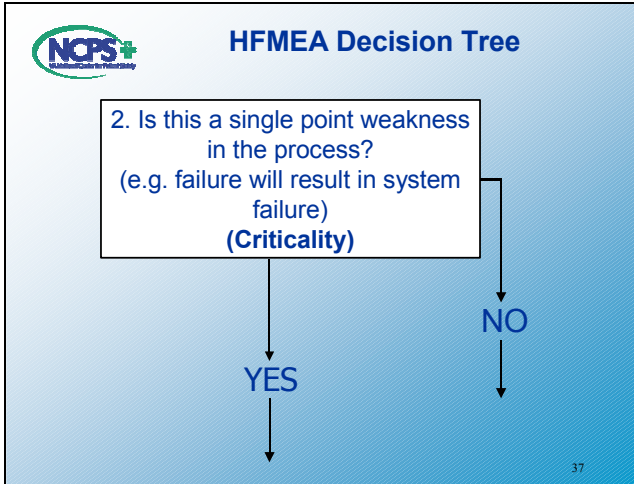 NCPS
HFMEA Decision Tree
2. Is this a single point weakness
in the process?
(e.g. failure will result in system
failure)
(Criticality)
NO
YES
37